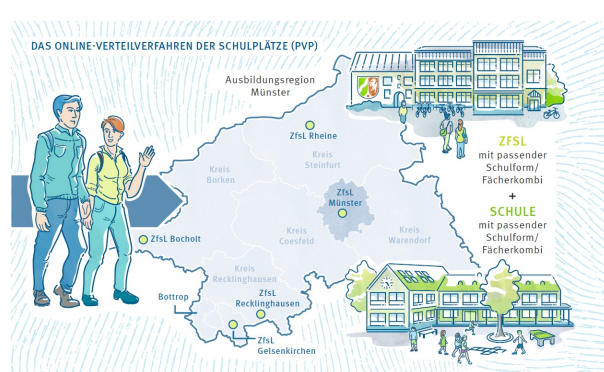 DAS ONLINE-VERTEILVERFAHREN DER SCHULPLÄTZE (PVP)
Ausbildungsregion
Münster
ZfsL Rheine
Kreis
Steinfurt
Kreis
Borken
ZfsL
Münster
ZfsL Bocholt
Kreis
Coesfeld
Kreis
Warendorf
Kreis
Recklinghausen
Bottrop
ZfsL
Recklinghausen
ZfsL
Gelsenkirchen
ZFSL
mit passender
Schulform/
Fächerkombi
+
SCHULE
mit passender
Schulform/
Fächerkombi